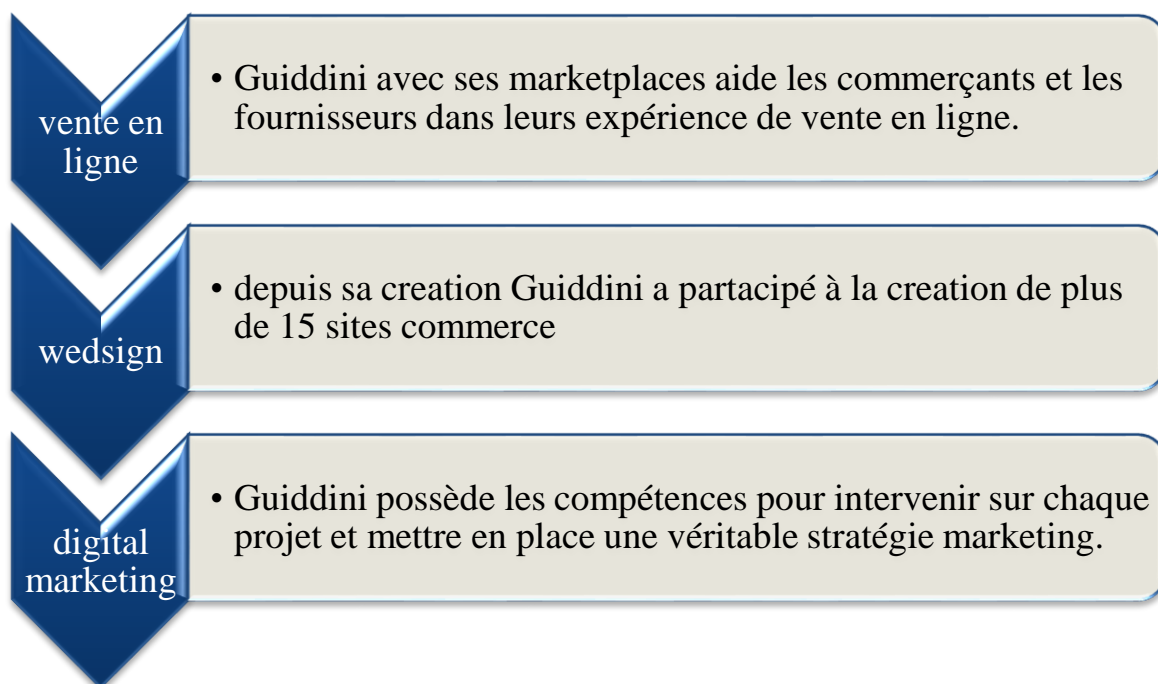 vente en
ligne
• Guiddini avec ses marketplaces aide les commerçants et les
fournisseurs dans leurs expérience de vente en ligne.
wedsign
• depuis sa creation Guiddini a partacipé à la creation de plus
de 15 sites commerce
digital
marketing
• Guiddini possède les compétences pour intervenir sur chaque
projet et mettre en place une véritable stratégie marketing.